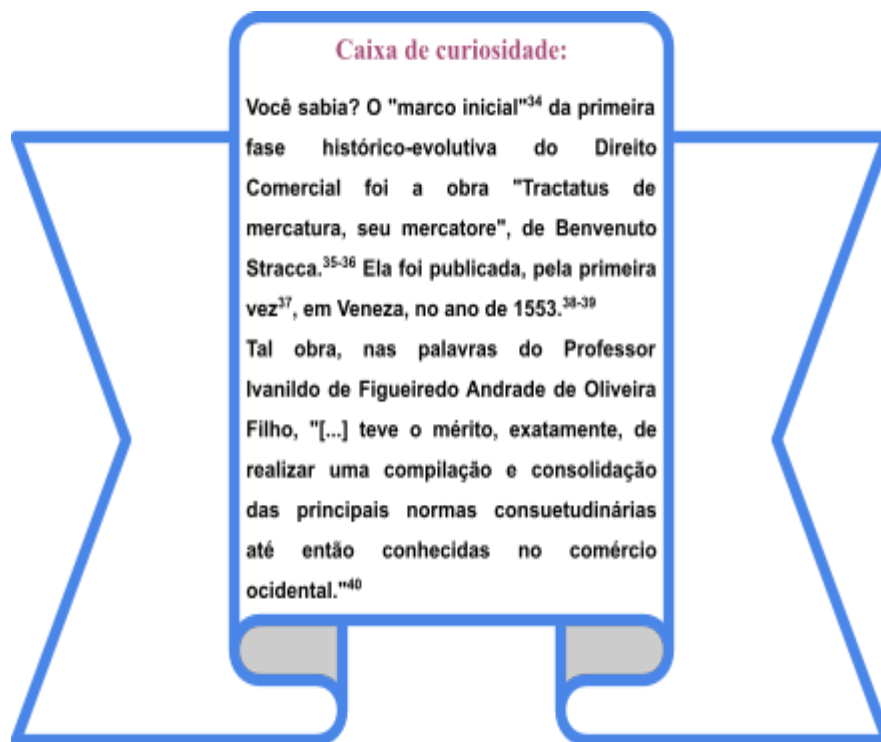 Caixa de curiosidade:
Você sabia? O "marco inicial"³⁴ da primeira
fase histórico-evolutiva do Direito
Comercial foi a obra "Tractatus de
mercatura, seu mercatore", de Benvenuto
Stracca.³⁵⁻³⁶ Ela foi publicada, pela primeira
vez³⁷, em Veneza, no ano de 1553.³⁸⁻³⁹
Tal obra, nas palavras do Professor
Ivanildo de Figueiredo Andrade de Oliveira
Filho, "[...] teve o mérito, exatamente, de
realizar uma compilação e consolidação
das principais normas consuetudinárias
até então conhecidas no comércio
ocidental."⁴⁰